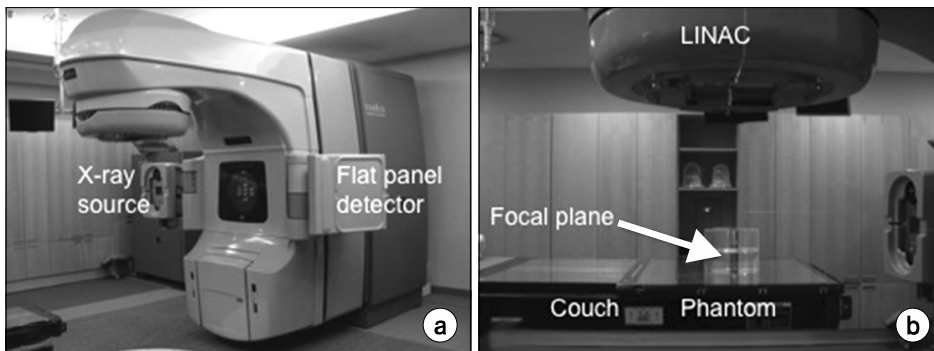 X-ray
source
Flat panel
detector
a
LINAC
Focal plane
Couch
Phantom
b